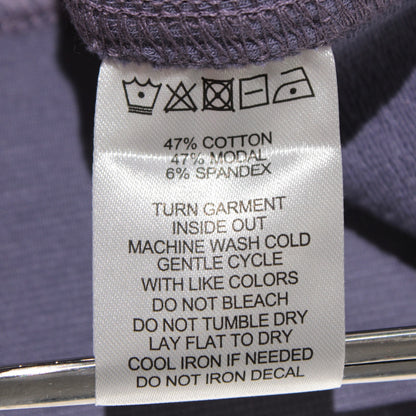 47% COTTON
47% MODAL
6% SPANDEX
TURN GARMENT
INSIDE OUT
MACHINE WASH COLD
GENTLE CYCLE
WITH LIKE COLORS
DO NOT BLEACH
DO NOT TUMBLE DRY
LAY FLAT TO DRY
COOL IRON IF NEEDED
DO NOT IRON DECAL